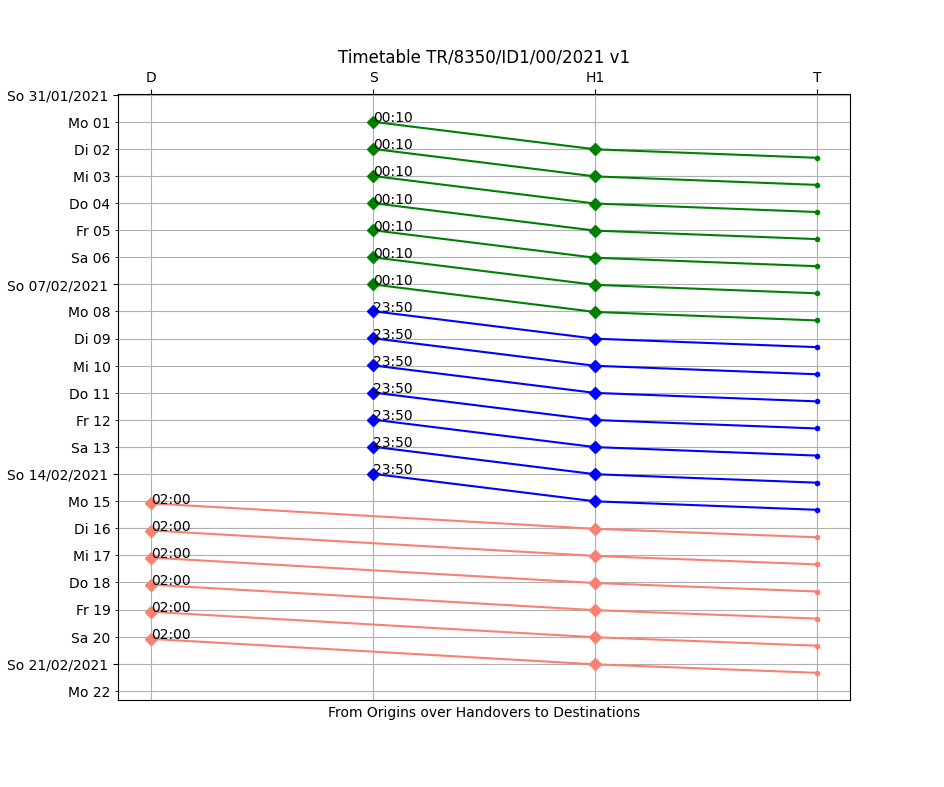 Timetable TR/8350/ID1/00/2021 v1
D S H1 T
So 31/01/2021
Mo 01 00:10
Di 02 00:10
Mi 03 00:10
Do 04 00:10
Fr 05 00:10
Sa 06 00:10
So 07/02/2021 00:10
Mo 08 23:50
Di 09 23:50
Mi 10 23:50
Do 11 23:50
Fr 12 23:50
Sa 13 23:50
So 14/02/2021 23:50
Mo 15 02:00
Di 16 02:00
Mi 17 02:00
Do 18 02:00
Fr 19 02:00
Sa 20 02:00
So 21/02/2021
Mo 22
From Origins over Handovers to Destinations